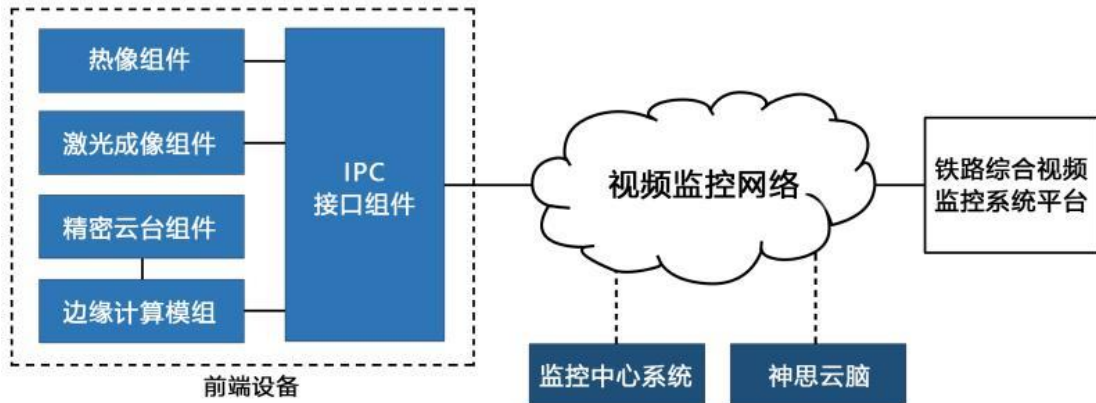 热像组件
激光成像组件
精密云台组件
边缘计算模组
IPC
接口组件
前端设备
视频监控网络
铁路综合视频
监控系统平台
监控中心系统
神思云脑